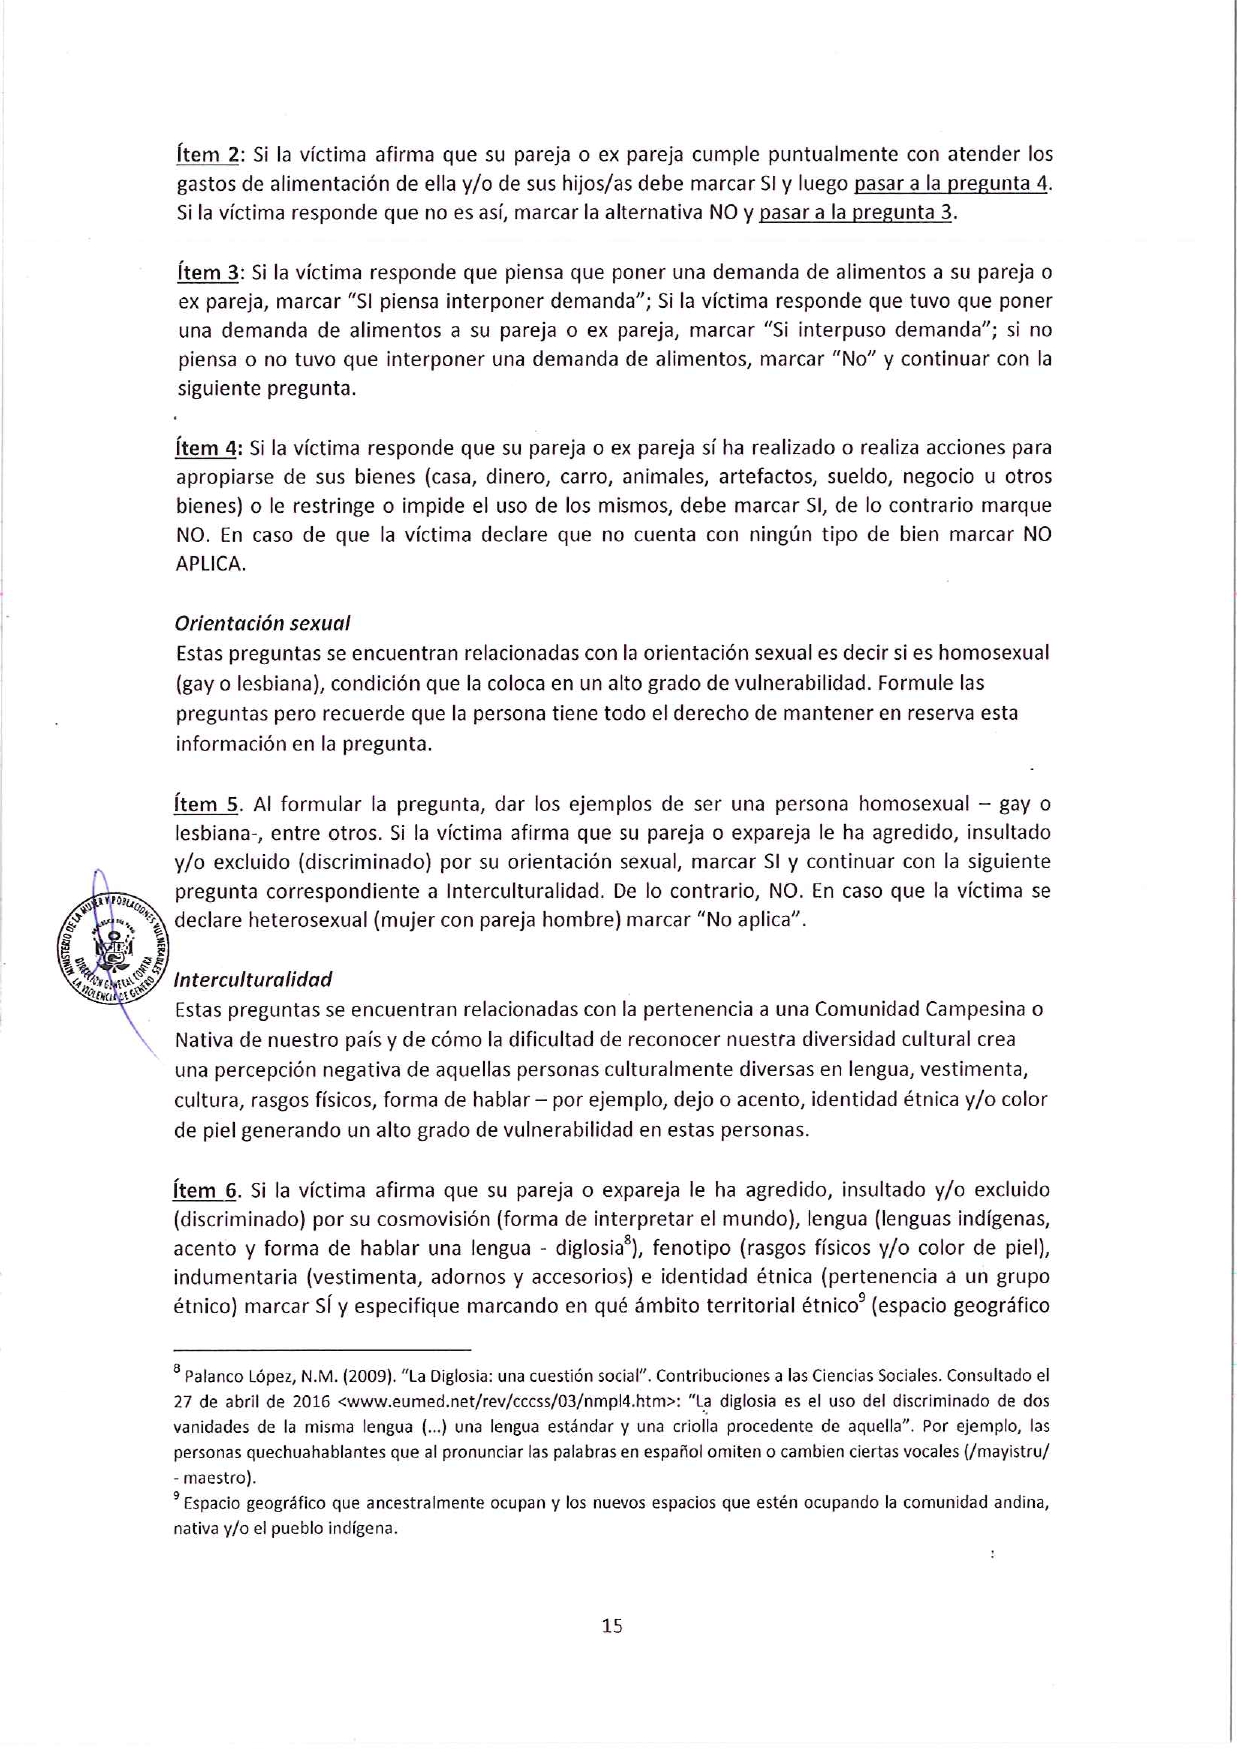 Ítem 2: Si la víctima afirma que su pareja o ex pareja cumple puntualmente con atender los
gastos de alimentación de ella y/o de sus hijos/as debe marcar SI y luego pasar a la pregunta 4.
Si la víctima responde que no es así, marcar la alternativa NO y pasar a la pregunta 3.
Ítem 3: Si la víctima responde que piensa que poner una demanda de alimentos a su pareja o
ex pareja, marcar "SI piensa interponer demanda"; Si la víctima responde que tuvo que poner
una demanda de alimentos a su pareja o ex pareja, marcar "Si interpuso demanda"; si no
piensa o no tuvo que interponer una demanda de alimentos, marcar "No" y continuar con la
siguiente pregunta.
Ítem 4: Si la víctima responde que su pareja o ex pareja sí ha realizado o realiza acciones para
apropiarse de sus bienes (casa, dinero, carro, animales, artefactos, sueldo, negocio u otros
bienes) o le restringe o impide el uso de los mismos, debe marcar SI, de lo contrario marque
NO. En caso de que la víctima declare que no cuenta con ningún tipo de bien marcar NO
APLICA.
Orientación sexual
Estas preguntas se encuentran relacionadas con la orientación sexual es decir si es homosexual
(gay o lesbiana), condición que la coloca en un alto grado de vulnerabilidad. Formule las
preguntas pero recuerde que la persona tiene todo el derecho de mantener en reserva esta
información en la pregunta.
Ítem 5. Al formular la pregunta, dar los ejemplos de ser una persona homosexual – gay o
lesbiana-, entre otros. Si la víctima afirma que su pareja o expareja le ha agredido, insultado
y/o excluido (discriminado) por su orientación sexual, marcar SI y continuar con la siguiente
pregunta correspondiente a Interculturalidad. De lo contrario, NO. En caso que la víctima se
declare heterosexual (mujer con pareja hombre) marcar "No aplica".
MINISTERIO DE LA MUJER Y POBLACIONES VULNERABLES
DIRECCIÓN GENERAL CONTRA
LA VIOLENCIA DE GENERO
Interculturalidad
Estas preguntas se encuentran relacionadas con la pertenencia a una Comunidad Campesina o
Nativa de nuestro país y de cómo la dificultad de reconocer nuestra diversidad cultural crea
una percepción negativa de aquellas personas culturalmente diversas en lengua, vestimenta,
cultura, rasgos físicos, forma de hablar – por ejemplo, dejo o acento, identidad étnica y/o color
de piel generando un alto grado de vulnerabilidad en estas personas.
Ítem 6. Si la víctima afirma que su pareja o expareja le ha agredido, insultado y/o excluido
(discriminado) por su cosmovisión (forma de interpretar el mundo), lengua (lenguas indígenas,
acento y forma de hablar una lengua - diglosia⁸), fenotipo (rasgos físicos y/o color de piel),
indumentaria (vestimenta, adornos y accesorios) e identidad étnica (pertenencia a un grupo
étnico) marcar SÍ y especifique marcando en qué ámbito territorial étnico⁹ (espacio geográfico
⁸ Palanco López, N.M. (2009). "La Diglosia: una cuestión social". Contribuciones a las Ciencias Sociales. Consultado el
27 de abril de 2016 <www.eumed.net/rev/cccss/03/nmpl4.htm>: "La diglosia es el uso del discriminado de dos
vanidades de la misma lengua (...) una lengua estándar y una criolla procedente de aquella". Por ejemplo, las
personas quechuahablantes que al pronunciar las palabras en español omiten o cambien ciertas vocales (/mayistru/
- maestro).
⁹ Espacio geográfico que ancestralmente ocupan y los nuevos espacios que estén ocupando la comunidad andina,
nativa y/o el pueblo indígena.
15